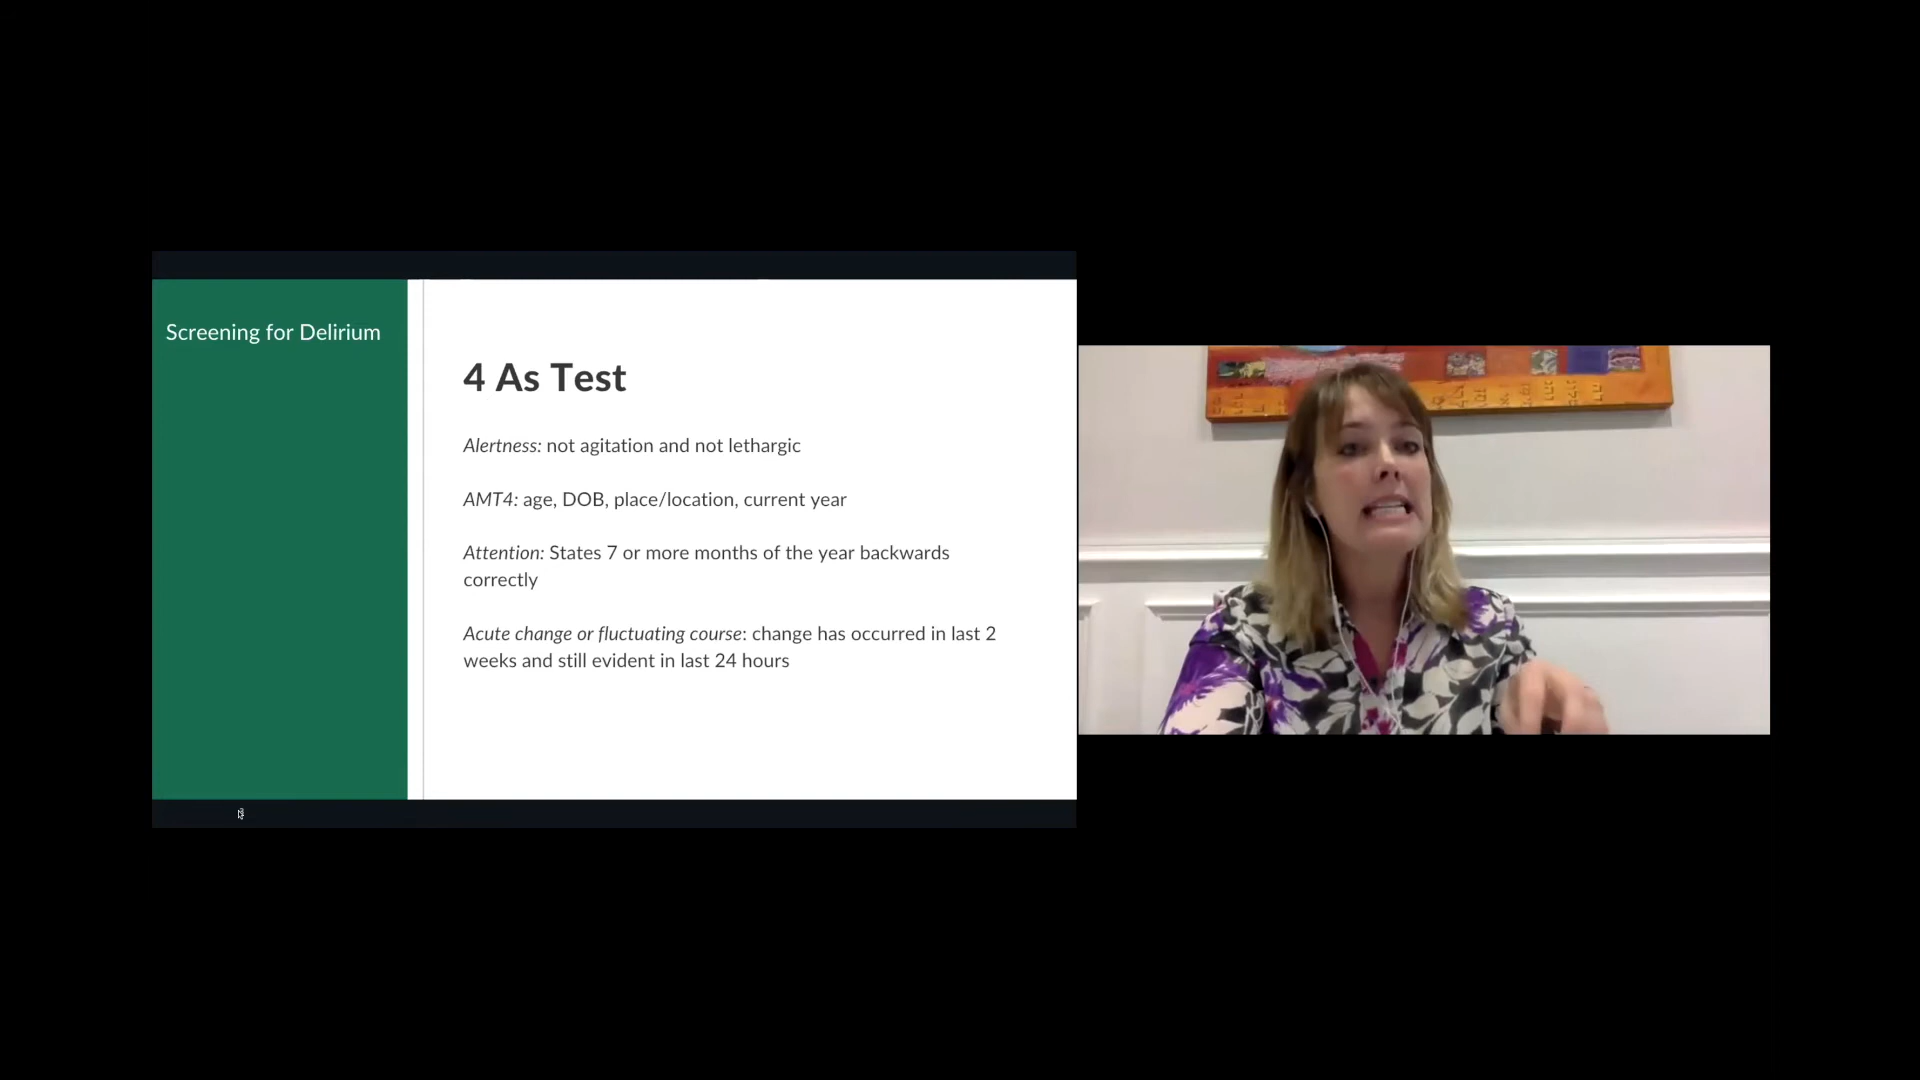 Screening for Delirium
4 As Test
Alertness: not agitation and not lethargic
AMT4: age, DOB, place/location, current year
Attention: States 7 or more months of the year backwards
correctly
Acute change or fluctuating course: change has occurred in last 2
weeks and still evident in last 24 hours